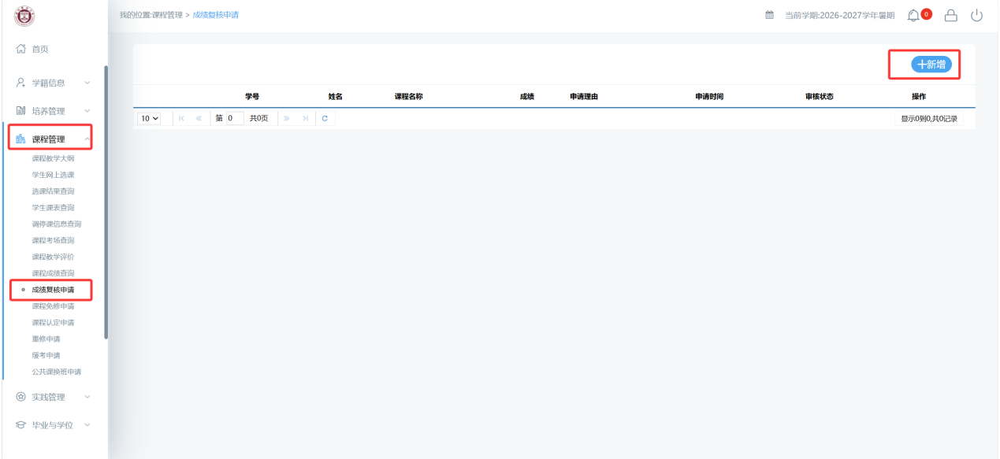 我的位置:课程管理 > 成绩复核申请
当前学期:2026-2027学年暑期
0
首页
学籍信息
培养管理
课程管理
课程教学大纲
学生网上选课
选课结果查询
学生课表查询
调停课信息查询
课程考场查询
课程教学评价
课程成绩查询
成绩复核申请
课程免修申请
课程认定申请
重修申请
缓考申请
公共课换班申请
实践管理
毕业与学位
+新增
学号 姓名 课程名称 成绩 申请理由 申请时间 审核状态 操作
10 第 0 共0页 显示0到0,共0记录